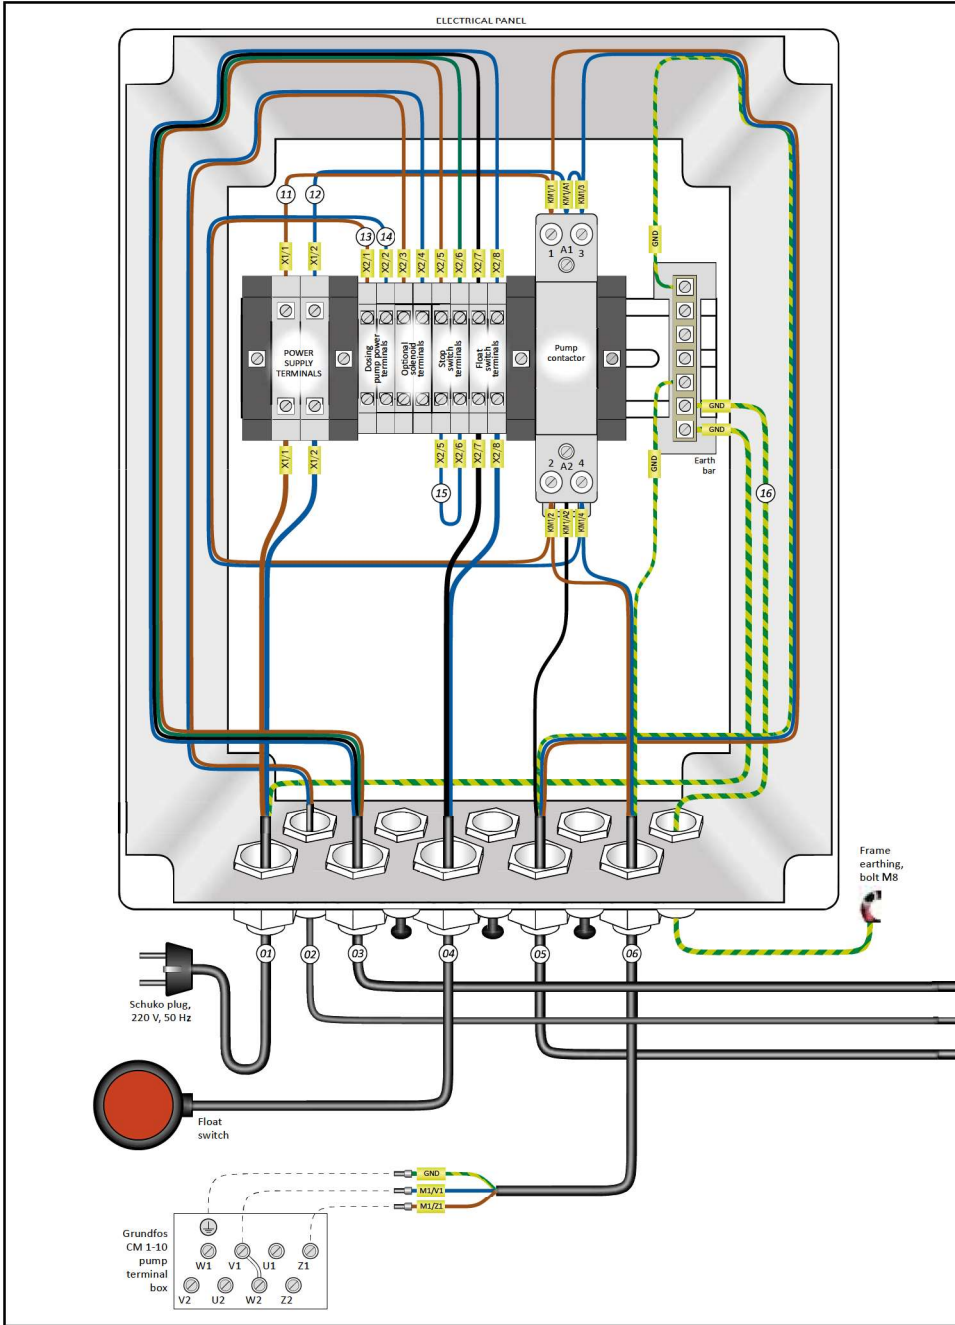 ELECTRICAL PANEL
KM1/1
KM1/A1
KM1/3
11
12
13
14
GND
X1/1
X1/2
X2/1
X2/2
X2/3
X2/4
X2/5
X2/6
X2/7
X2/8
1
A1
3
POWER
SUPPLY
TERMINALS
Dosing
pump power
terminals
Optional
solenoid
terminals
Stop
switch
terminals
Float
switch
terminals
Pump
contactor
GND
GND
X1/1
X1/2
X2/5
X2/6
X2/7
X2/8
2
A2
4
GND
Earth
bar
15
16
KM1/2
KM1/A2
KM1/4
Frame
earthing,
bolt M8
01
02
03
04
05
06
Schuko plug,
220 V, 50 Hz
Float
switch
GND
M1/V1
M1/Z1
Grundfos
CM 1-10
pump
terminal
box
W1
V1
U1
Z1
V2
U2
W2
Z2